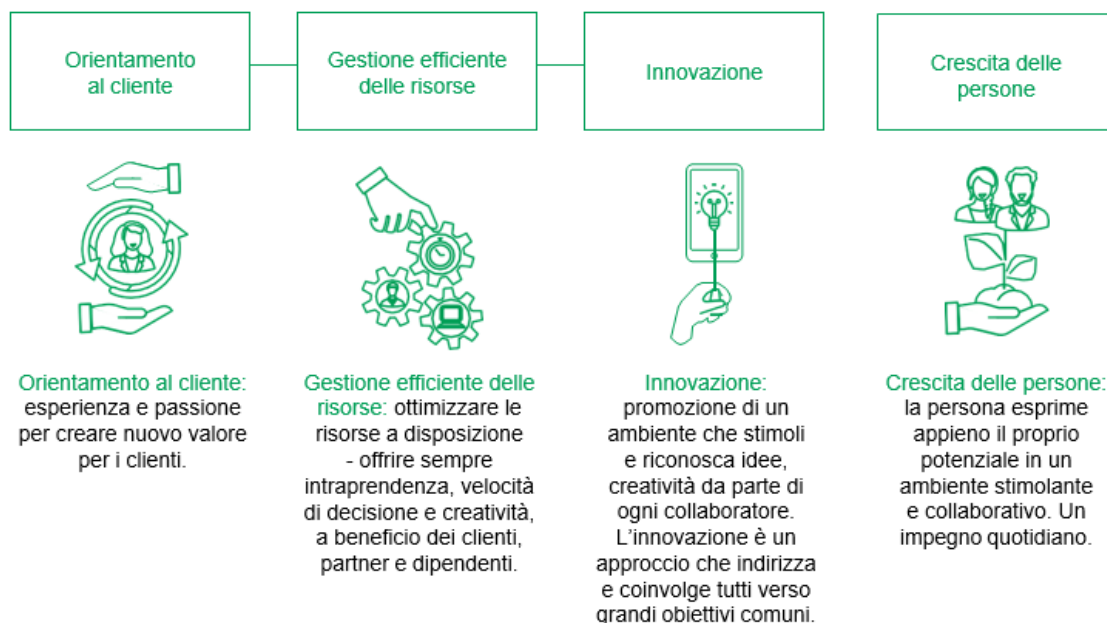 Orientamento
al cliente
Gestione efficiente
delle risorse
Innovazione
Crescita delle
persone
Orientamento al cliente:
esperienza e passione
per creare nuovo valore
per i clienti.
Gestione efficiente delle
risorse: ottimizzare le
risorse a disposizione
- offrire sempre
intraprendenza, velocità
di decisione e creatività,
a beneficio dei clienti,
partner e dipendenti.
Innovazione:
promozione di un
ambiente che stimoli
e riconosca idee,
creatività da parte di
ogni collaboratore.
L’innovazione è un
approccio che indirizza
e coinvolge tutti verso
grandi obiettivi comuni.
Crescita delle persone:
la persona esprime
appieno il proprio
potenziale in un
ambiente stimolante
e collaborativo. Un
impegno quotidiano.